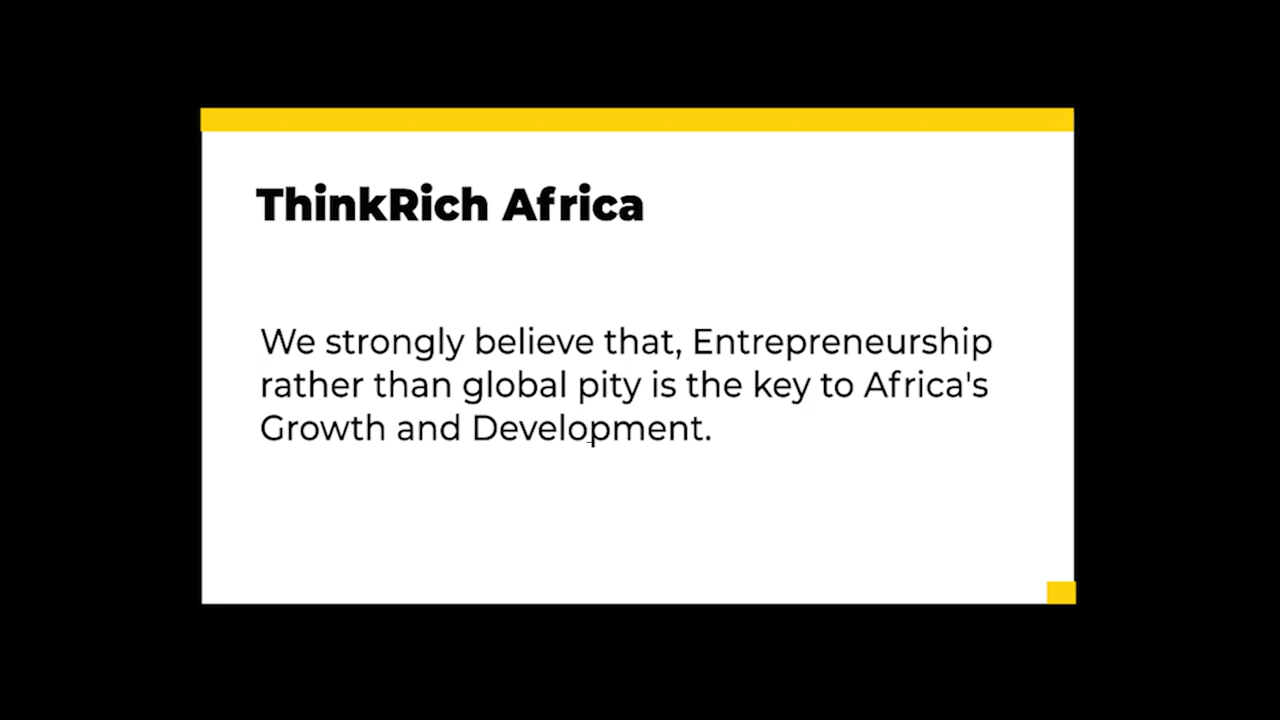 ThinkRich Africa
We strongly believe that, Entrepreneurship
rather than global pity is the key to Africa's
Growth and Development.